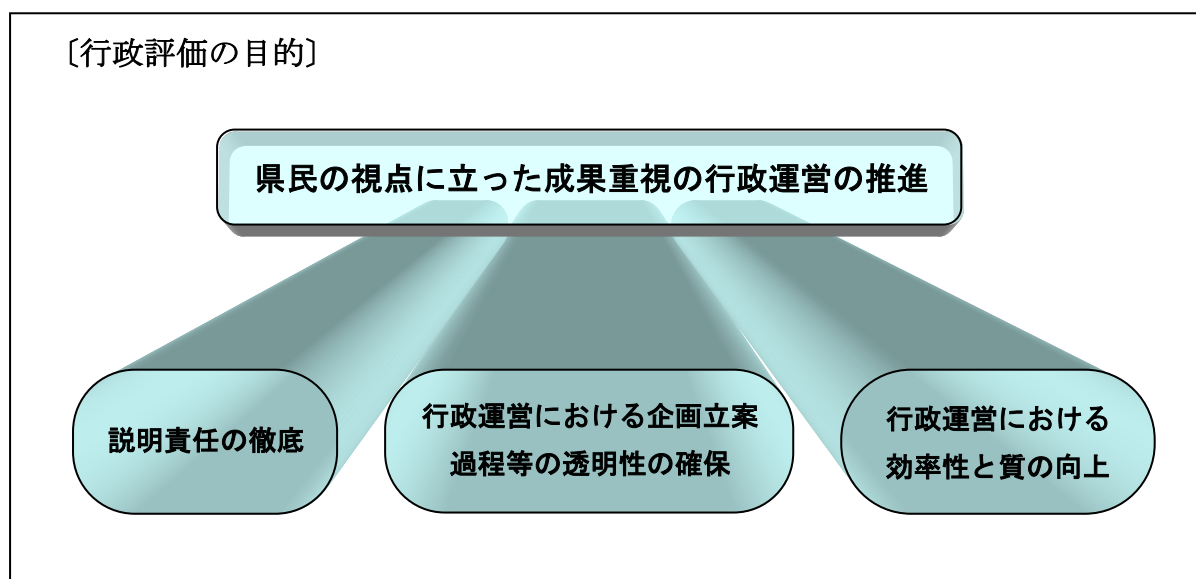 〔行政評価の目的〕
県民の視点に立った成果重視の行政運営の推進
説明責任の徹底
行政運営における企画立案
過程等の透明性の確保
行政運営における
効率性と質の向上